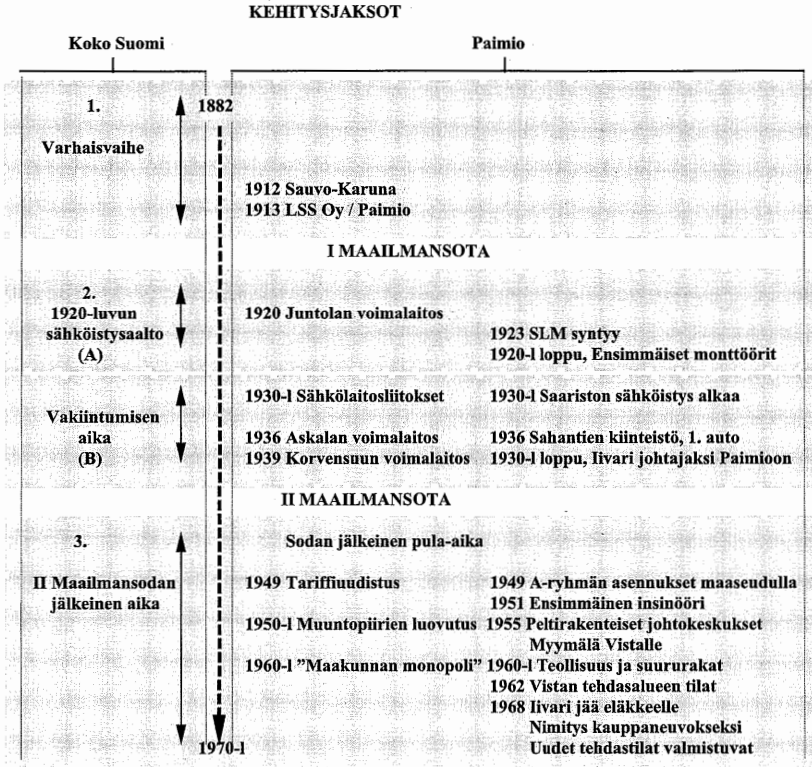 KEHITYSJAKSOT
Koko Suomi Paimio
1. 1882
Varhaisvaihe
1912 Sauvo-Karuna
1913 LSS Oy / Paimio
I MAAILMANSOTA
2.
1920-luvun 1920 Juntolan voimalaitos
sähköistysaalto 1923 SLM syntyy
(A) 1920-l loppu, Ensimmäiset monttöörit
1930-l Sähkölaitosliitokset 1930-l Saariston sähköistys alkaa
Vakiintumisen
aika 1936 Askalan voimalaitos 1936 Sahantien kiinteistö, 1. auto
(B) 1939 Korvensuun voimalaitos 1930-l loppu, Iivari johtajaksi Paimioon
II MAAILMANSOTA
3. Sodan jälkeinen pula-aika
II Maailmansodan 1949 Tariffiuudistus 1949 A-ryhmän asennukset maaseudulla
jälkeinen aika 1951 Ensimmäinen insinööri
1950-l Muuntopiirien luovutus 1955 Peltirakenteiset johtokeskukset
Myymälä Vistalle
1960-l "Maakunnan monopoli" 1960-l Teollisuus ja suururakat
1962 Vistan tehdasalueen tilat
1968 Iivari jää eläkkeelle
Nimitys kauppaneuvokseksi
1970-l Uudet tehdastilat valmistuvat